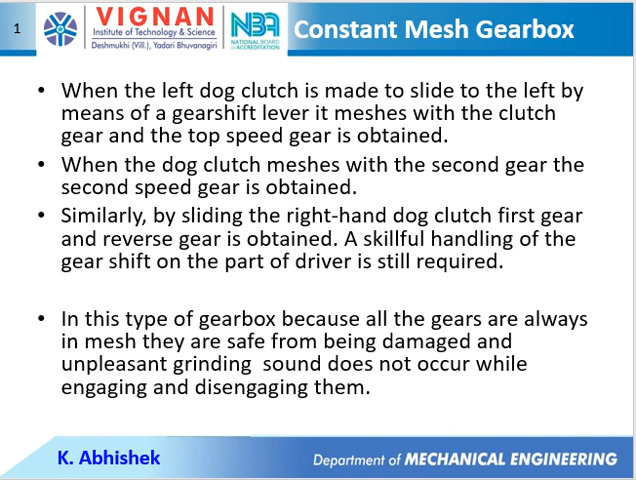 1
VIGNAN
Institute of Technology & Science
Deshmukhi (Vill.), Yadari Bhuvanagiri
NBA
NATIONAL BOARD
of ACCREDITATION
Constant Mesh Gearbox
• When the left dog clutch is made to slide to the left by
means of a gearshift lever it meshes with the clutch
gear and the top speed gear is obtained.
• When the dog clutch meshes with the second gear the
second speed gear is obtained.
• Similarly, by sliding the right-hand dog clutch first gear
and reverse gear is obtained. A skillful handling of the
gear shift on the part of driver is still required.
• In this type of gearbox because all the gears are always
in mesh they are safe from being damaged and
unpleasant grinding  sound does not occur while
engaging and disengaging them.
K. Abhishek
Department of MECHANICAL ENGINEERING